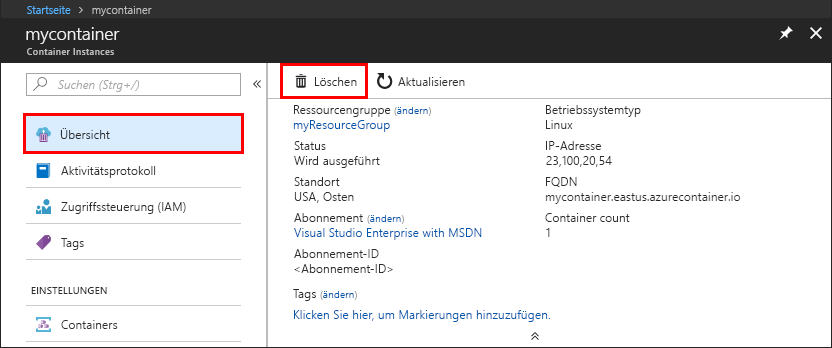 Startseite > mycontainer
mycontainer
Container Instances
Suchen (Strg+/)
«
Übersicht
Aktivitätsprotokoll
Zugriffssteuerung (IAM)
Tags
EINSTELLUNGEN
Containers
Löschen
Aktualisieren
Ressourcengruppe (ändern)
myResourceGroup
Status
Wird ausgeführt
Standort
USA, Osten
Abonnement (ändern)
Visual Studio Enterprise with MSDN
Abonnement-ID
<Abonnement-ID>
Tags (ändern)
Klicken Sie hier, um Markierungen hinzuzufügen.
Betriebssystemtyp
Linux
IP-Adresse
23,100,20,54
FQDN
mycontainer.eastus.azurecontainer.io
Container count
1